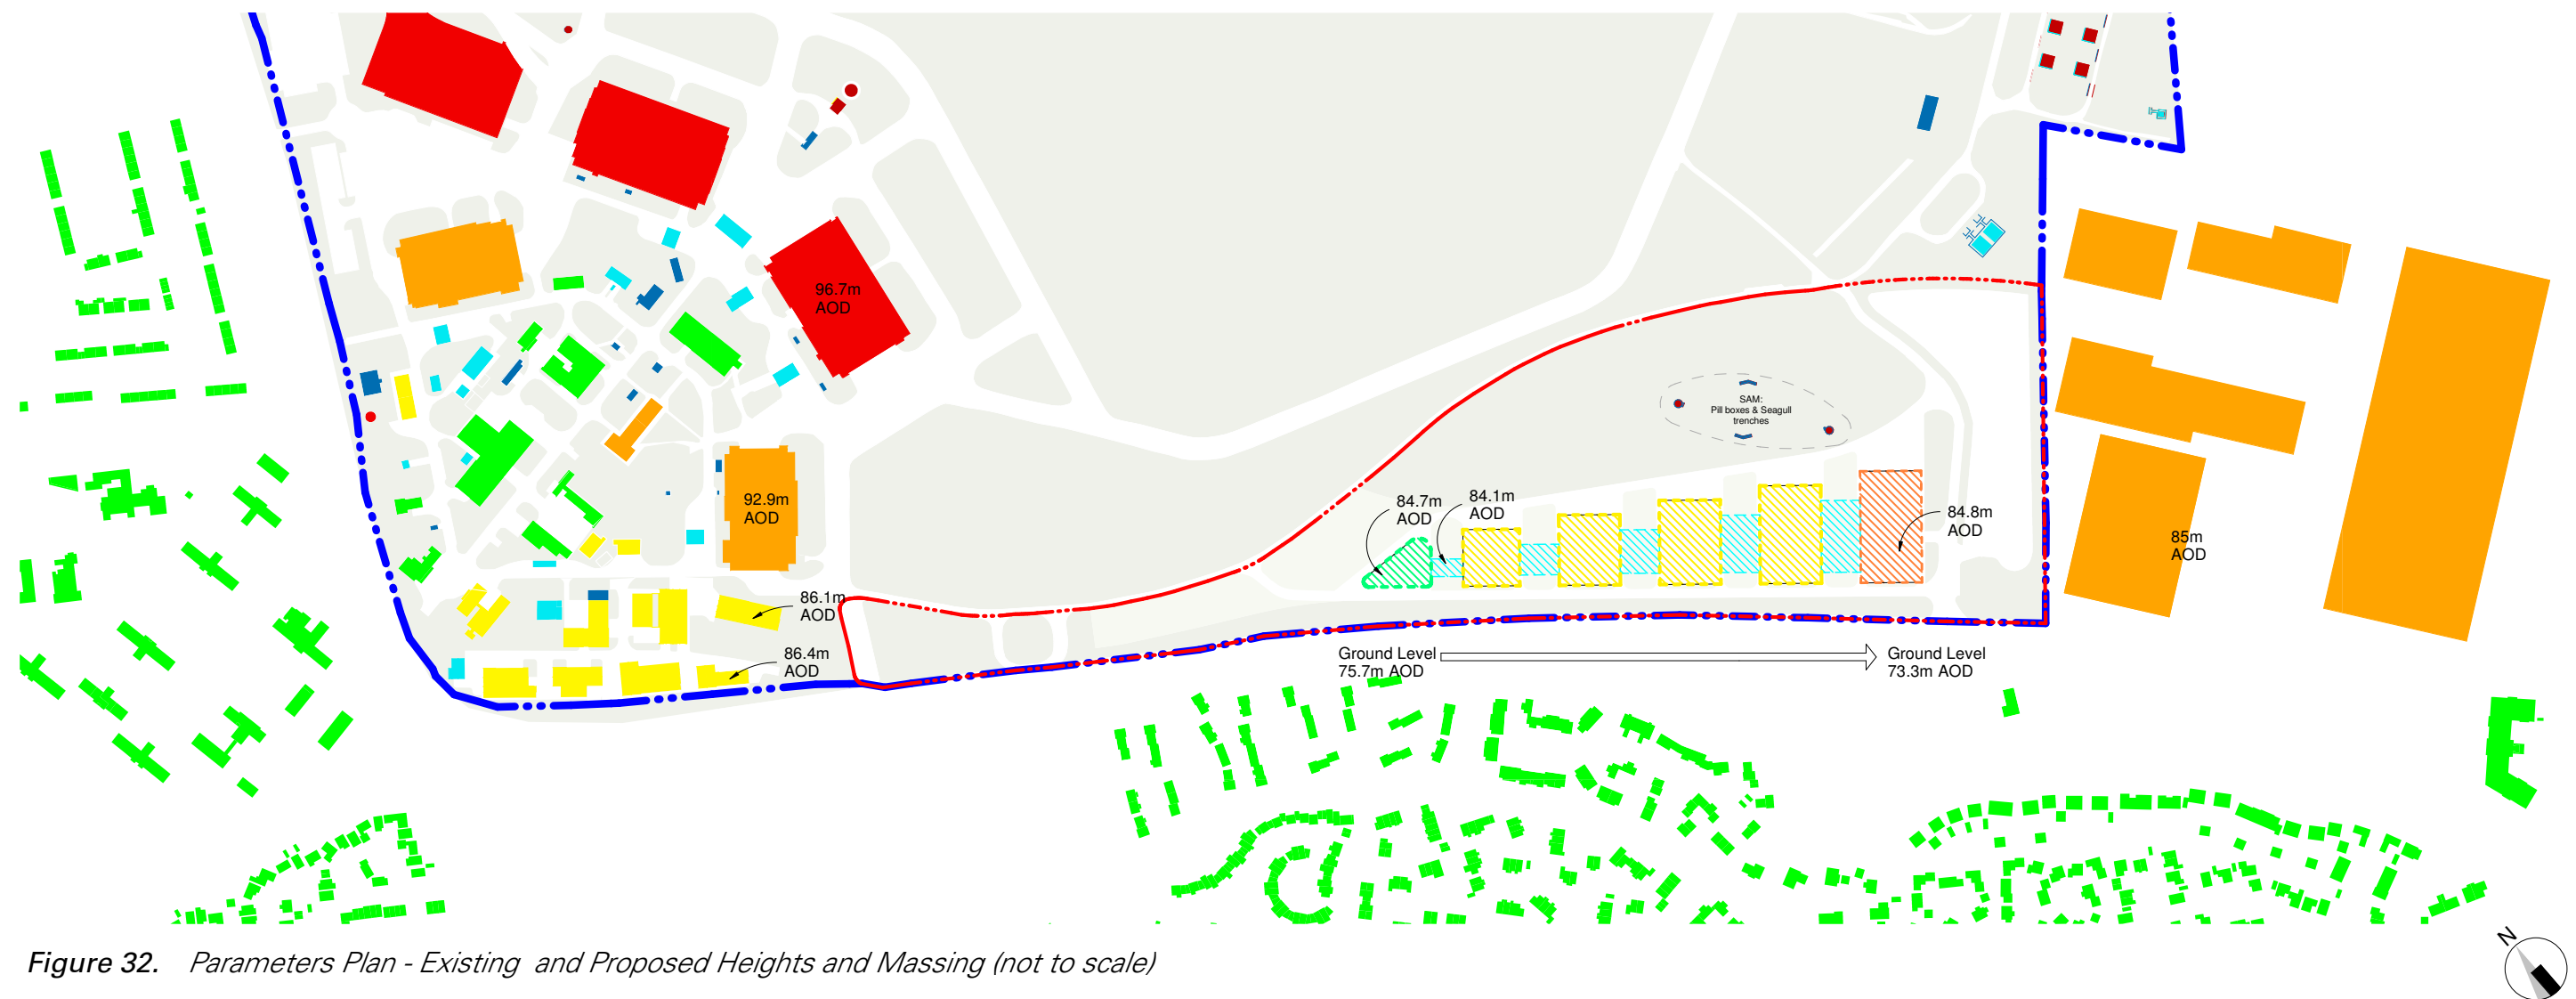 96.7m
AOD
SAM:
Pill boxes & Seagull
trenches
92.9m
AOD
84.7m
AOD
84.1m
AOD
84.8m
AOD
85m
AOD
86.1m
AOD
86.4m
AOD
Ground Level
75.7m AOD
Ground Level
73.3m AOD
N
Figure 32. Parameters Plan - Existing and Proposed Heights and Massing (not to scale)